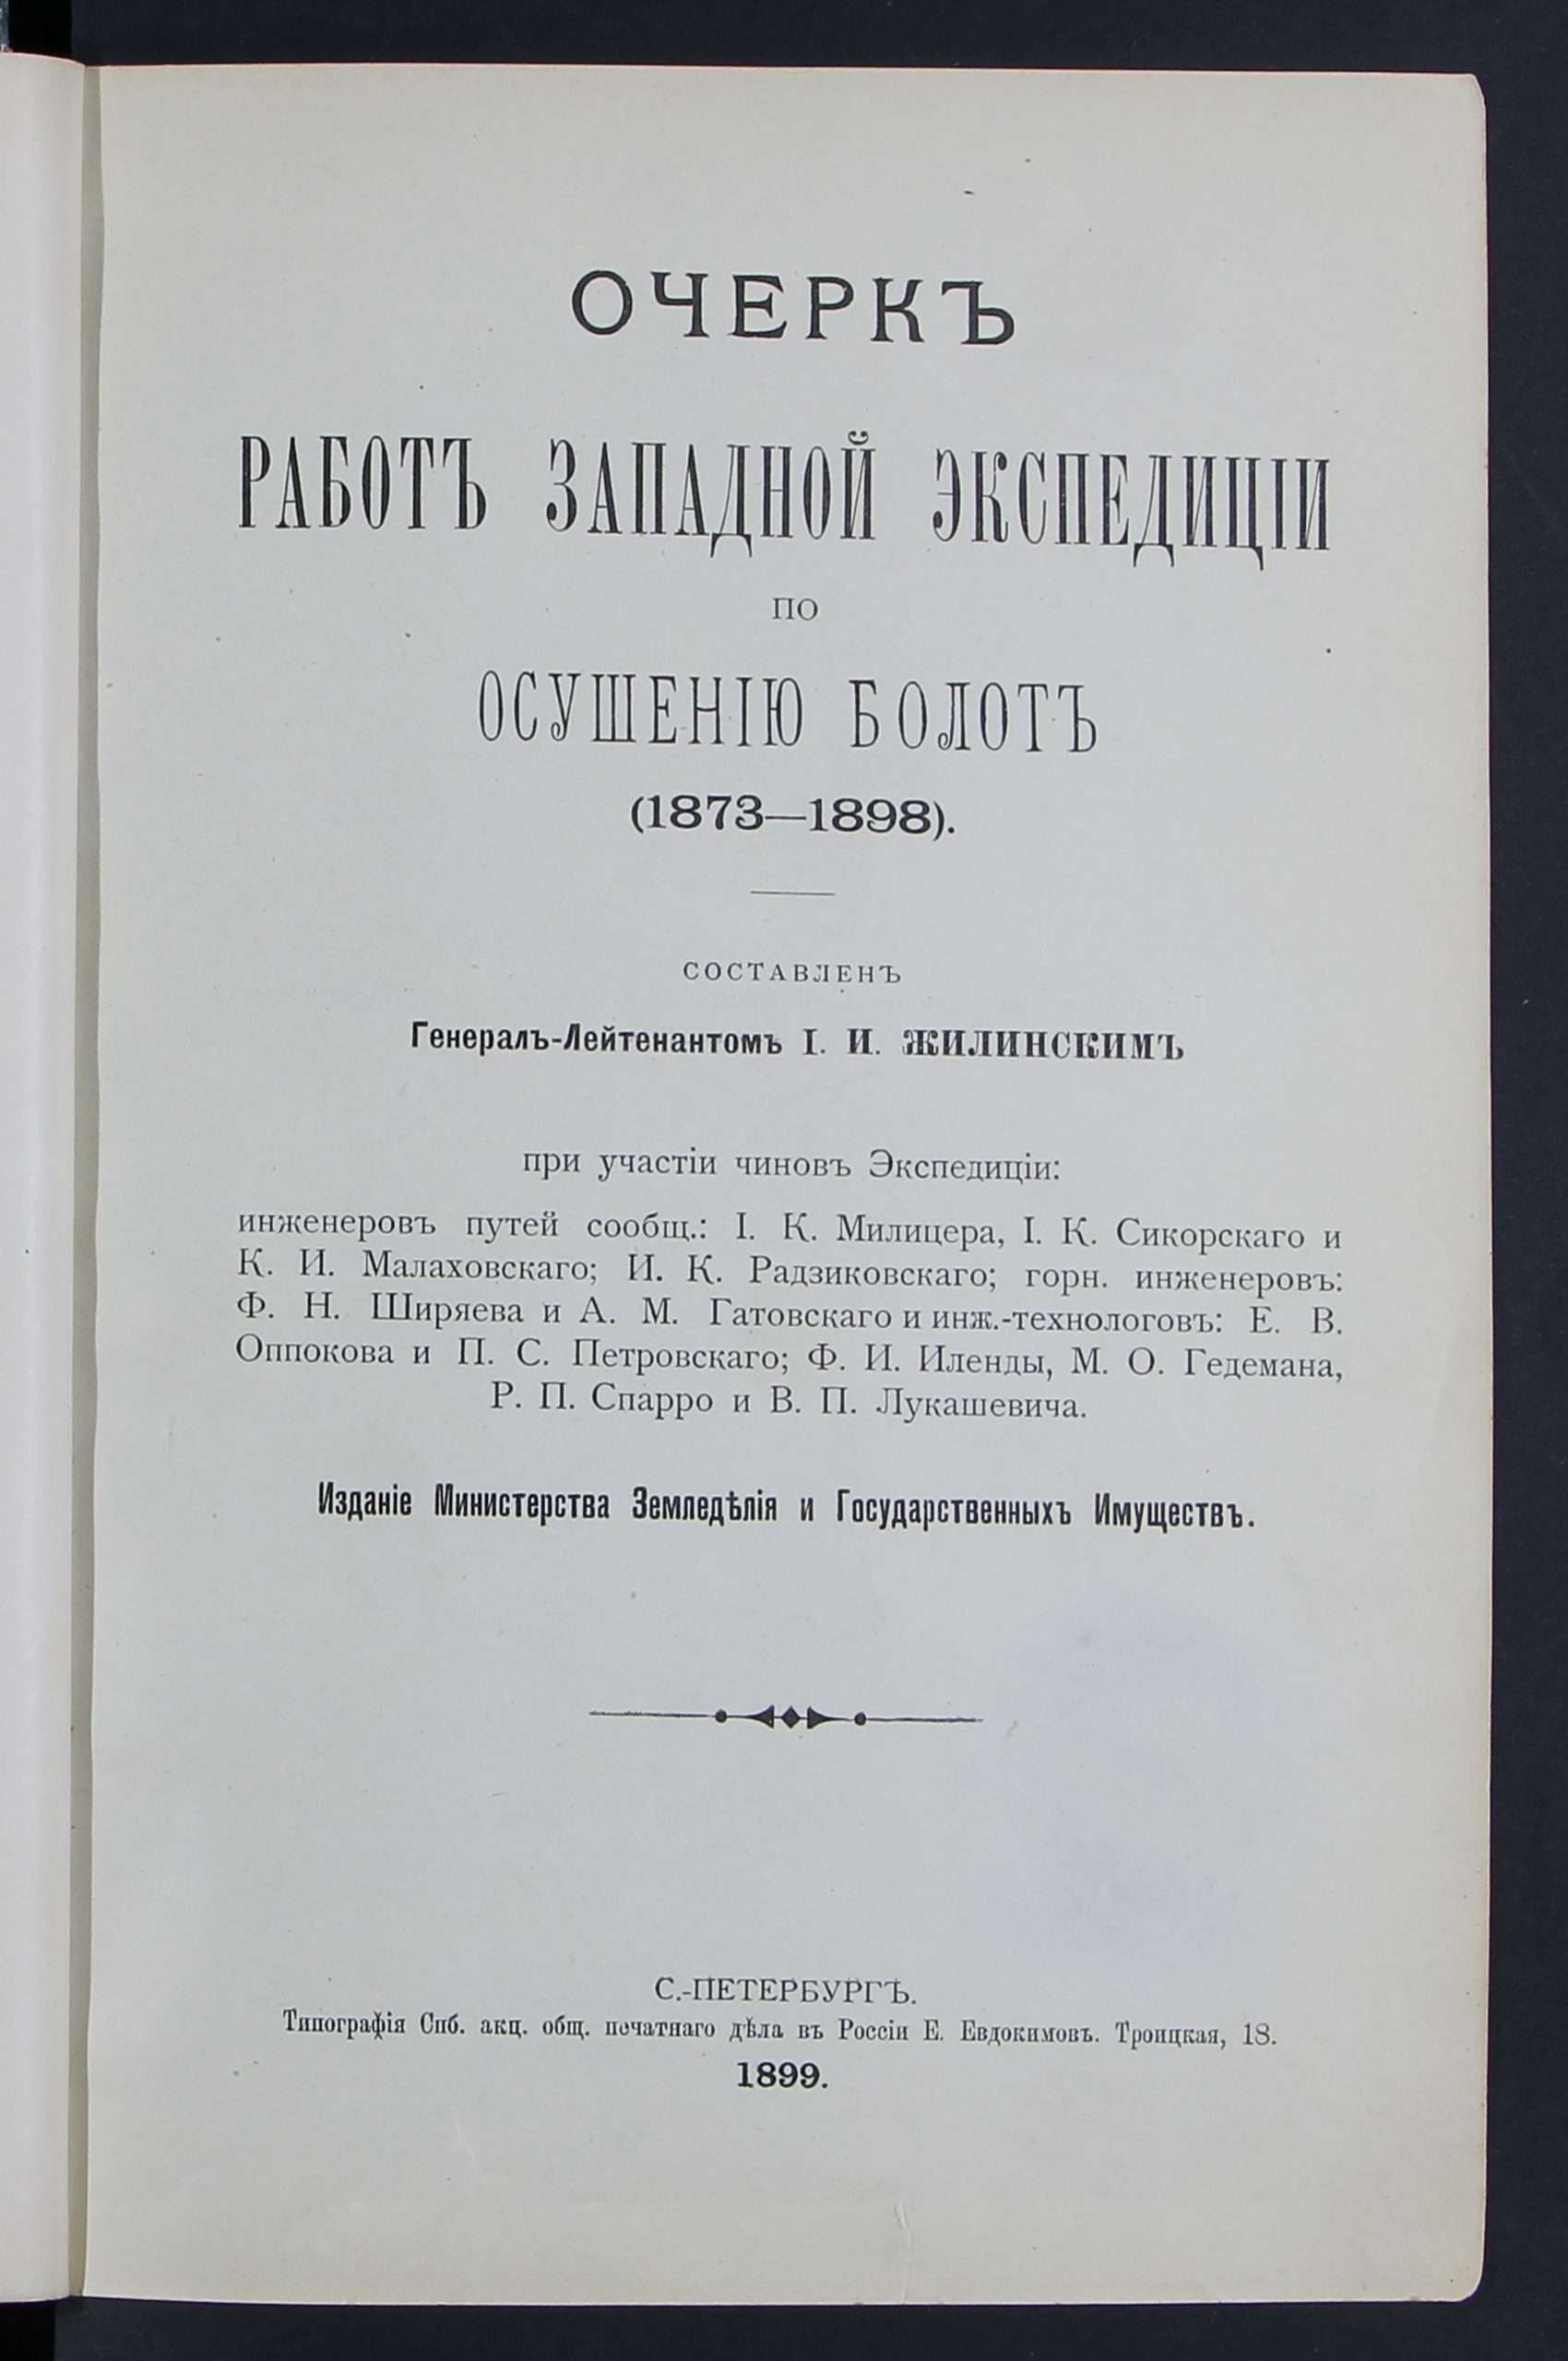 ОЧЕРКЪ
РАБОТЪ ЗАПАДНОЙ ЭКСПЕДИЦІИ
ПО
ОСУШЕНІЮ БОЛОТЪ
(1873—1898).
СОСТАВЛЕНЪ
Генералъ-Лейтенантомъ І. И. ЖИЛИНСКИМЪ
при участіи чиновъ Экспедиціи:
инженеровъ путей сообщ.: І. К. Милицера, І. К. Сикорскаго и
К. И. Малаховскаго; И. К. Радзиковскаго; горн. инженеровъ:
Ф. Н. Ширяева и А. М. Гатовскаго и инж.-технологовъ: Е. В.
Оппокова и П. С. Петровскаго; Ф. И. Иленды, М. О. Гедемана,
Р. П. Спарро и В. П. Лукашевича.
Изданіе Министерства Земледѣлія и Государственныхъ Имуществъ.
С.-ПЕТЕРБУРГЪ.
Типографія Спб. акц. общ. печатнаго дѣла въ Россіи Е. Евдокимовъ. Троицкая, 18.
1899.